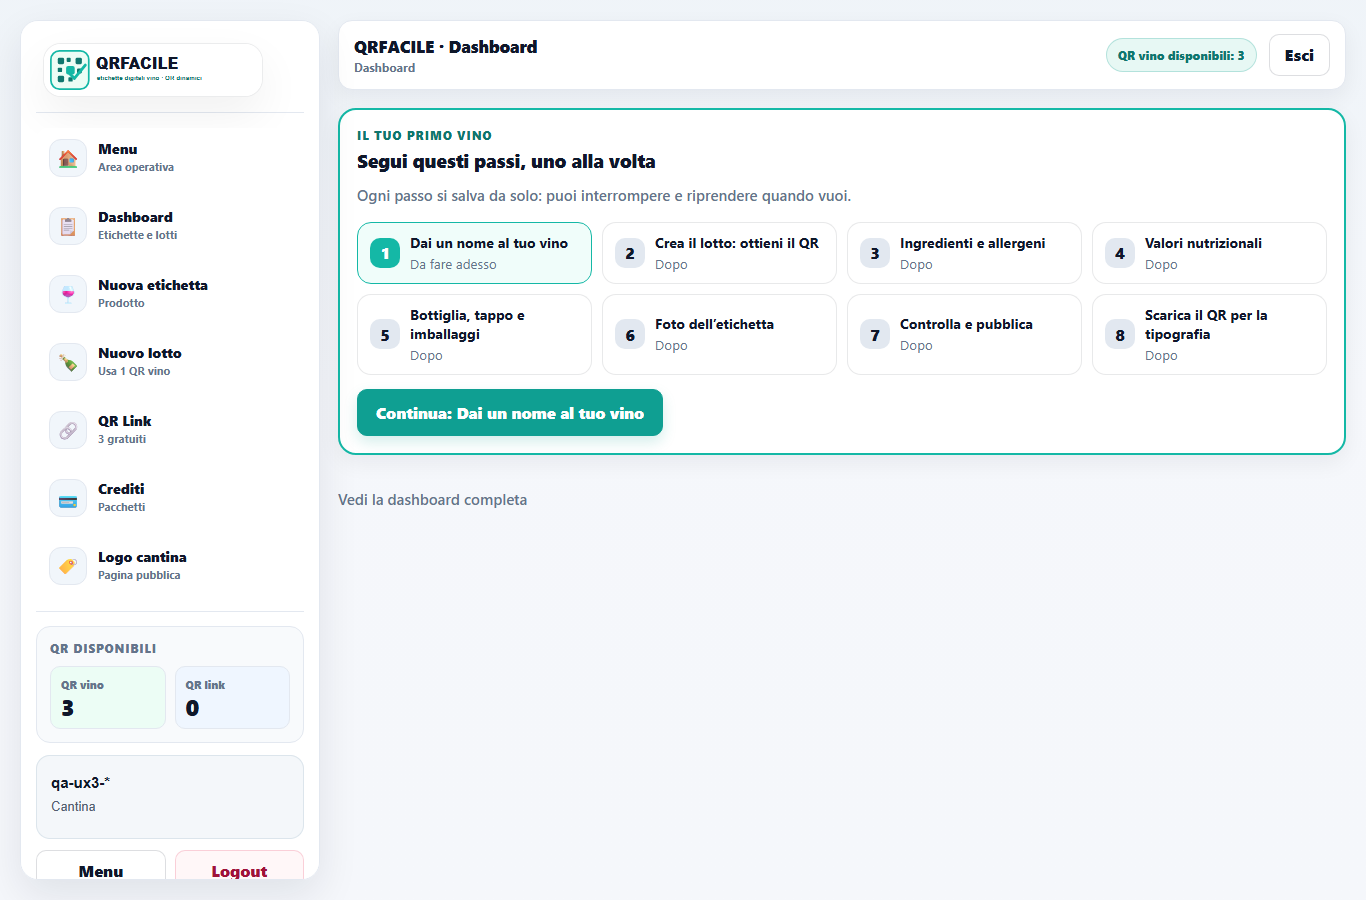 QRFACILE
etichette digitali vino · QR dinamici
Menu
Area operativa
Dashboard
Etichette e lotti
Nuova etichetta
Prodotto
Nuovo lotto
Usa 1 QR vino
QR Link
3 gratuiti
Crediti
Pacchetti
Logo cantina
Pagina pubblica
QR DISPONIBILI
QR vino
3
QR link
0
qa-ux3-*
Cantina
Menu
Logout
QRFACILE · Dashboard
Dashboard
QR vino disponibili: 3
Esci
IL TUO PRIMO VINO
Segui questi passi, uno alla volta
Ogni passo si salva da solo: puoi interrompere e riprendere quando vuoi.
1
Dai un nome al tuo vino
Da fare adesso
2
Crea il lotto: ottieni il QR
Dopo
3
Ingredienti e allergeni
Dopo
4
Valori nutrizionali
Dopo
5
Bottiglia, tappo e
imballaggi
Dopo
6
Foto dell’etichetta
Dopo
7
Controlla e pubblica
Dopo
8
Scarica il QR per la
tipografia
Dopo
Continua: Dai un nome al tuo vino
Vedi la dashboard completa